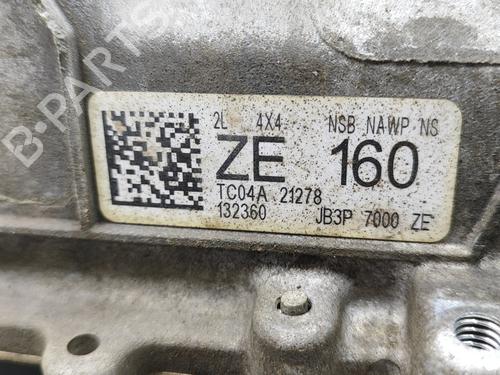 B-PARTS
2L 4X4 NSB NAWP NS
ZE 160
TC04A 21278
132360 JB3P 7000 ZE